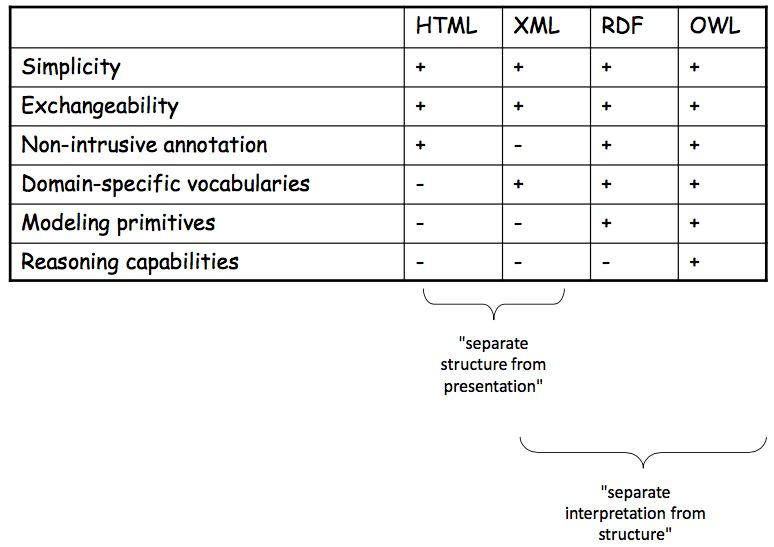 HTML XML RDF OWL
Simplicity + + + +
Exchangeability + + + +
Non-intrusive annotation + - + +
Domain-specific vocabularies - + + +
Modeling primitives - - + +
Reasoning capabilities - - - +
"separate
structure from
presentation"
"separate
interpretation from
structure"